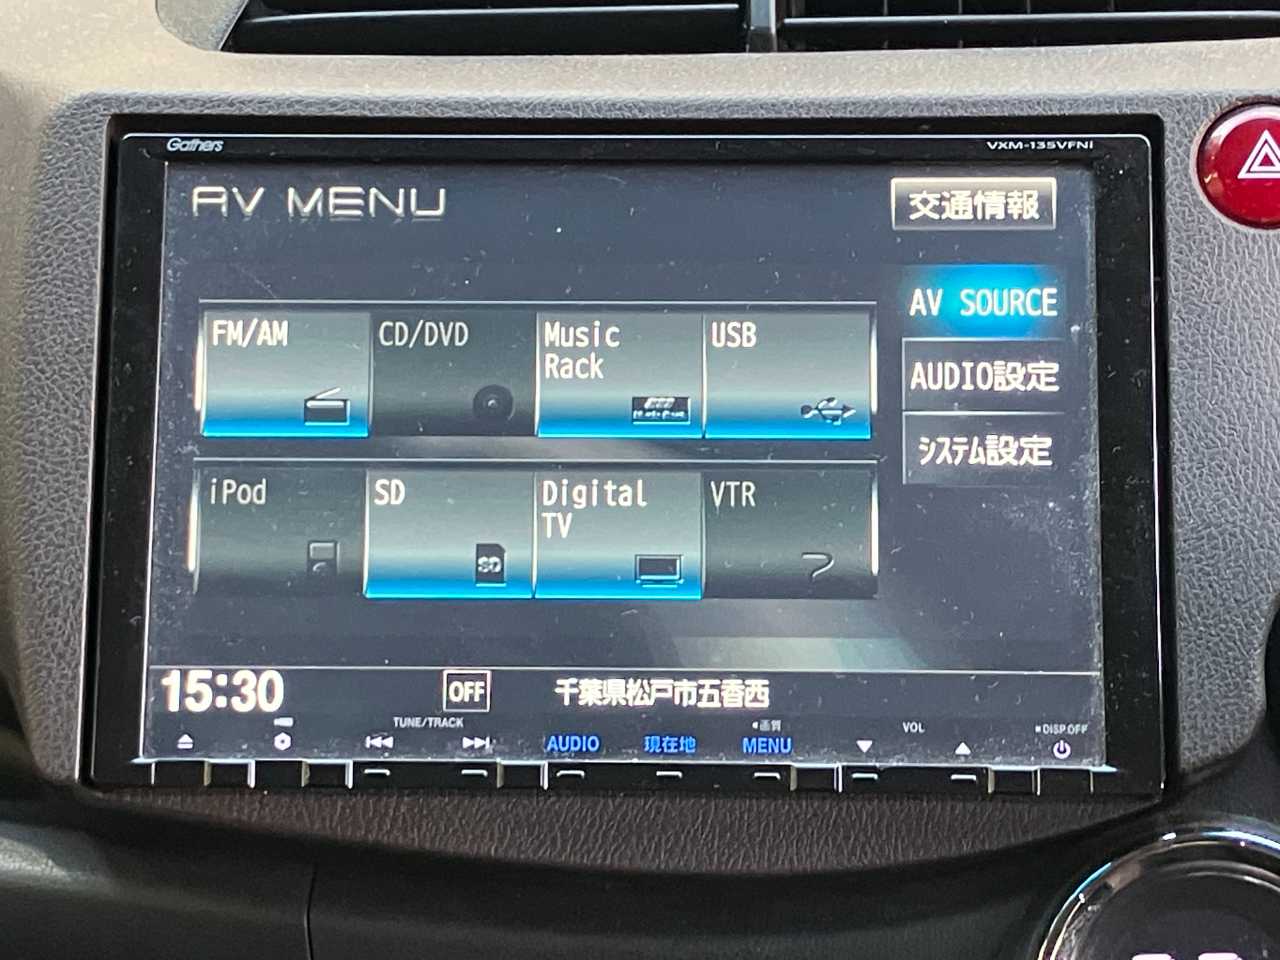 Gathers
VXM-135VFNi
AV MENU
交通情報
AV SOURCE
FM/AM
CD/DVD
Music
Rack
USB
AUDIO設定
システム設定
iPod
SD
SD
Digital
TV
VTR
15:30
OFF
千葉県松戸市五香西
TUNE/TRACK
AUDIO
現在地
画質
MENU
VOL
DISP.OFF